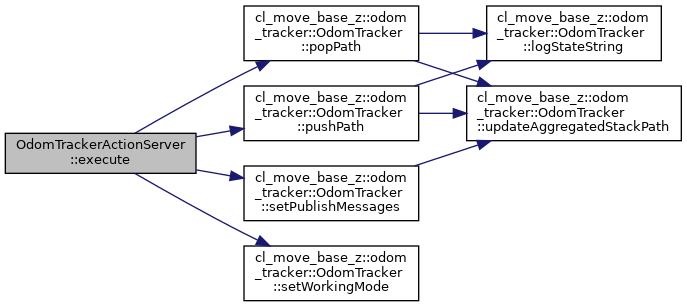 OdomTrackerActionServer
::execute
cl_move_base_z::odom
_tracker::OdomTracker
::popPath
cl_move_base_z::odom
_tracker::OdomTracker
::pushPath
cl_move_base_z::odom
_tracker::OdomTracker
::setPublishMessages
cl_move_base_z::odom
_tracker::OdomTracker
::setWorkingMode
cl_move_base_z::odom
_tracker::OdomTracker
::logStateString
cl_move_base_z::odom
_tracker::OdomTracker
::updateAggregatedStackPath